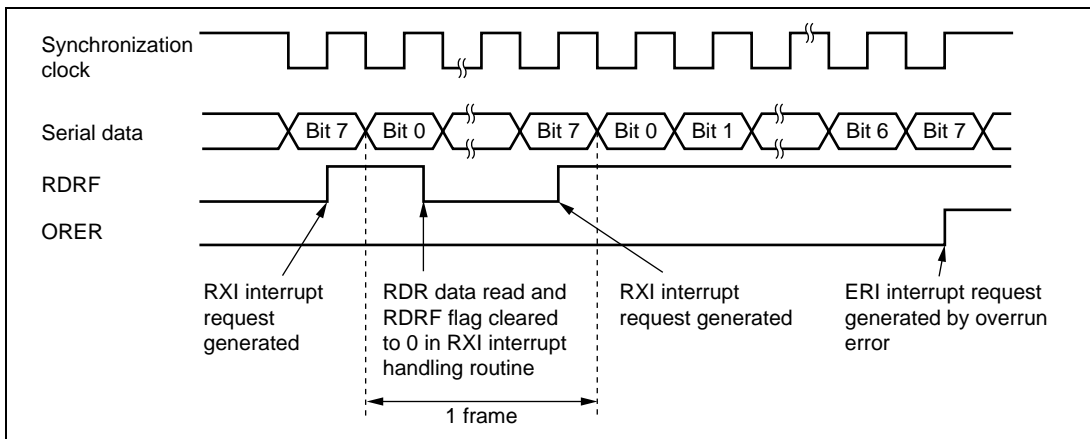 Synchronization
clock
Serial data
Bit 7
Bit 0
Bit 7
Bit 0
Bit 1
Bit 6
Bit 7
RDRF
ORER
RXI interrupt
request
generated
RDR data read and
RDRF flag cleared
to 0 in RXI interrupt
handling routine
RXI interrupt
request generated
ERI interrupt request
generated by overrun
error
1 frame